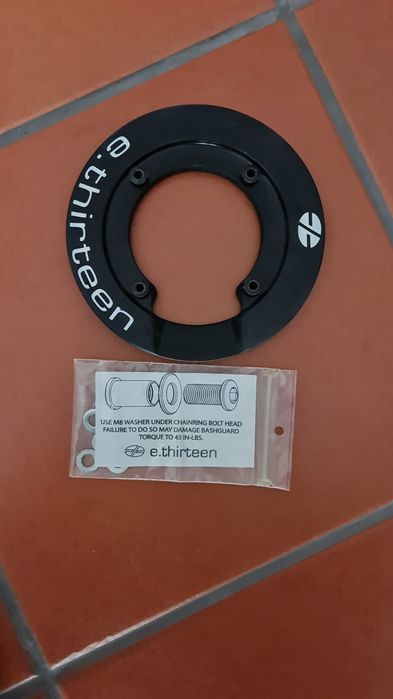 e.thirteen
USE M8 WASHER UNDER CHAINRING BOLT HEAD
FAILURE TO DO SO MAY DAMAGE BASHGUARD
TORQUE TO 43 IN-LBS.
e.thirteen